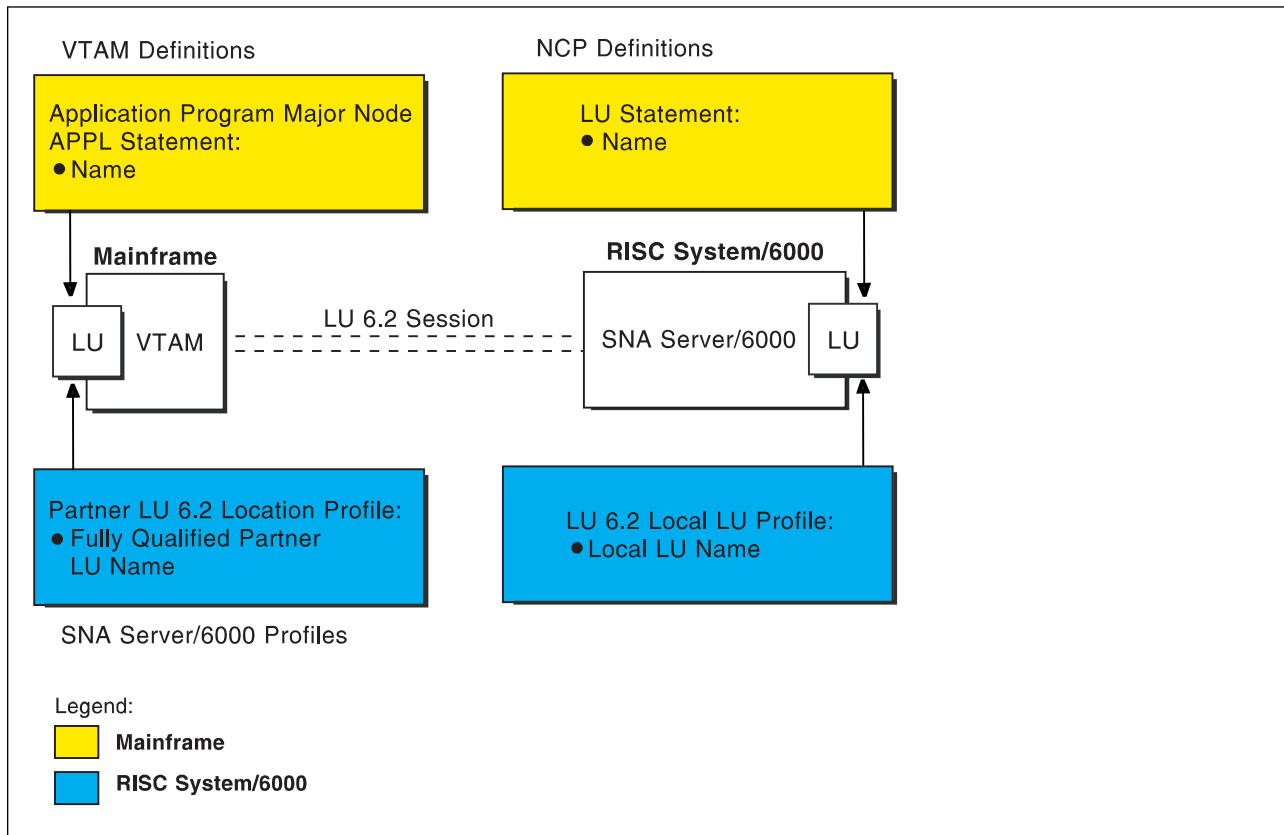 VTAM Definitions
NCP Definitions
Application Program Major Node
APPL Statement:
● Name
LU Statement:
● Name
Mainframe
RISC System/6000
LU
VTAM
LU 6.2 Session
SNA Server/6000
LU
Partner LU 6.2 Location Profile:
● Fully Qualified Partner
LU Name
LU 6.2 Local LU Profile:
● Local LU Name
SNA Server/6000 Profiles
Legend:
Mainframe
RISC System/6000